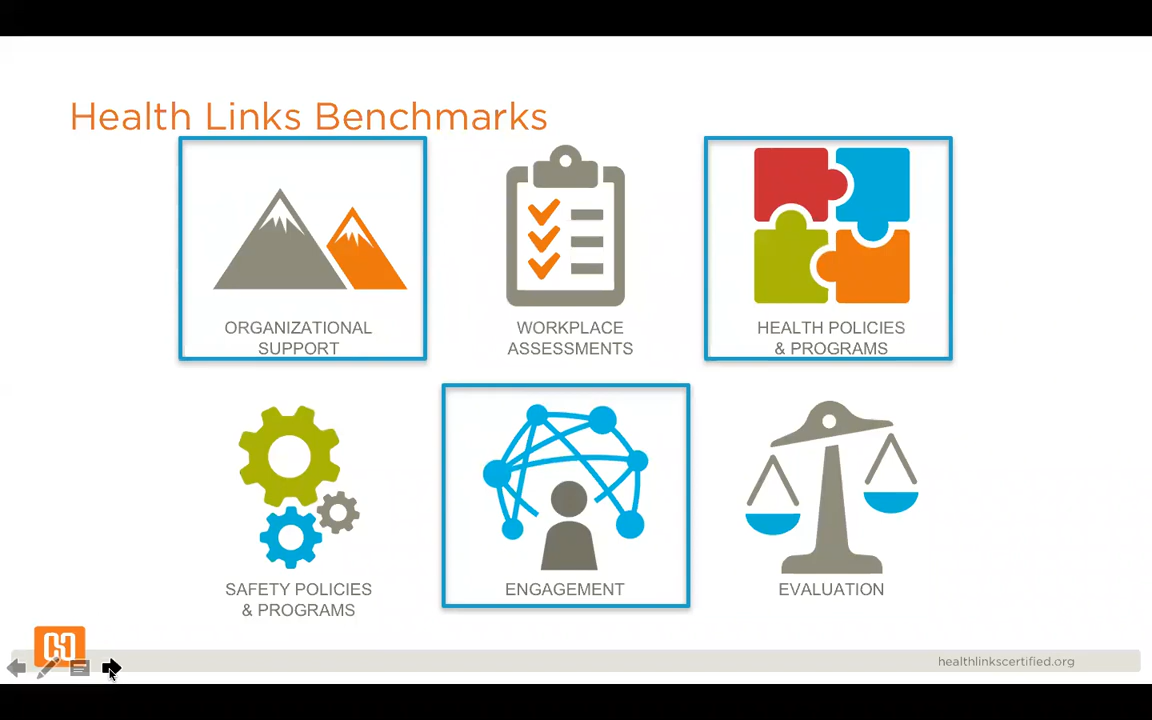 Health Links Benchmarks
ORGANIZATIONAL
SUPPORT
WORKPLACE
ASSESSMENTS
HEALTH POLICIES
& PROGRAMS
SAFETY POLICIES
& PROGRAMS
ENGAGEMENT
EVALUATION
healthlinkscertified.org